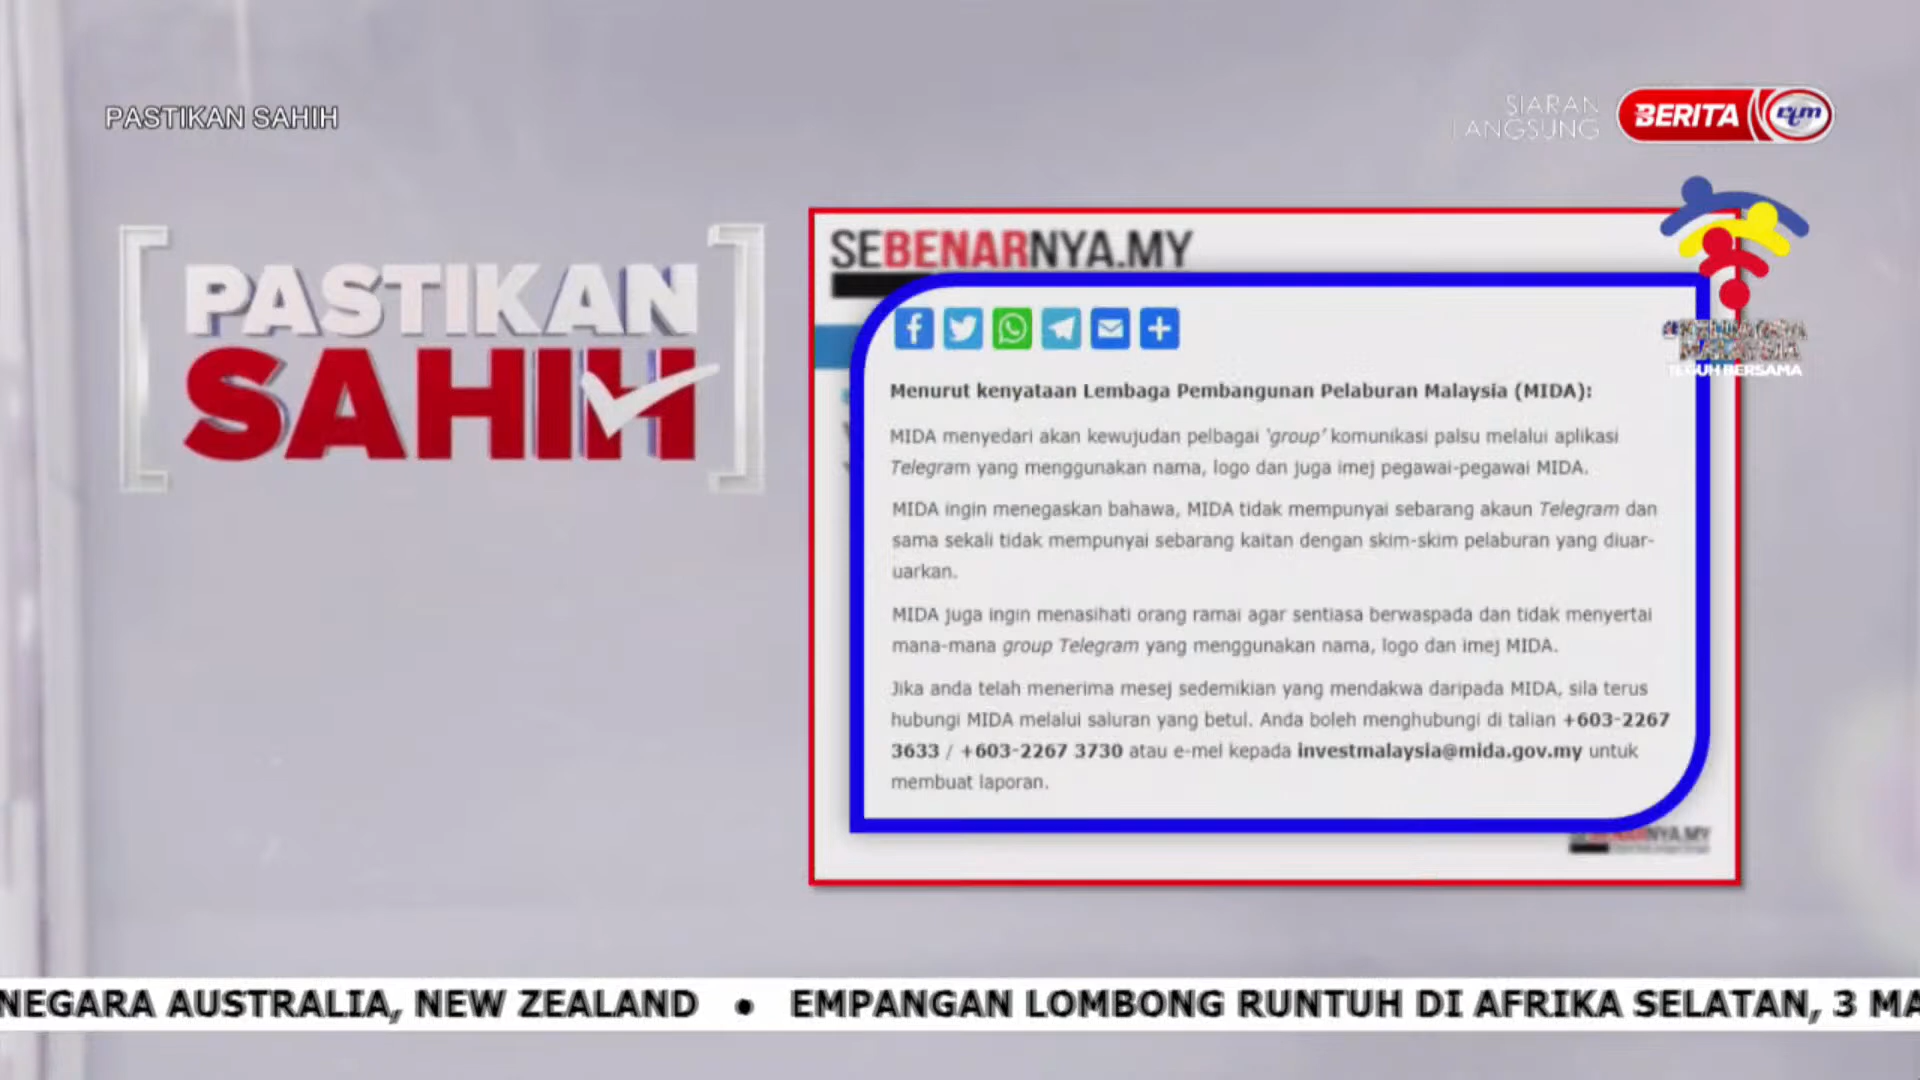 PASTIKAN SAHIH
SIARAN
LANGSUNG
BERITA rtm
PASTIKAN
SAHIH
SEBENARNYA.MY
MALAYSIA
TEGUH BERSAMA
Menurut kenyataan Lembaga Pembangunan Pelaburan Malaysia (MIDA):
MIDA menyedari akan kewujudan pelbagai 'group' komunikasi palsu melalui aplikasi
Telegram yang menggunakan nama, logo dan juga imej pegawai-pegawai MIDA.
MIDA ingin menegaskan bahawa, MIDA tidak mempunyai sebarang akaun Telegram dan
sama sekali tidak mempunyai sebarang kaitan dengan skim-skim pelaburan yang diuar-
uarkan.
MIDA juga ingin menasihati orang ramai agar sentiasa berwaspada dan tidak menyertai
mana-mana group Telegram yang menggunakan nama, logo dan imej MIDA.
Jika anda telah menerima mesej sedemikian yang mendakwa daripada MIDA, sila terus
hubungi MIDA melalui saluran yang betul. Anda boleh menghubungi di talian +603-2267
3633 / +603-2267 3730 atau e-mel kepada investmalaysia@mida.gov.my untuk
membuat laporan.
SEBENARNYA.MY
NEGARA AUSTRALIA, NEW ZEALAND • EMPANGAN LOMBONG RUNTUH DI AFRIKA SELATAN, 3 MA